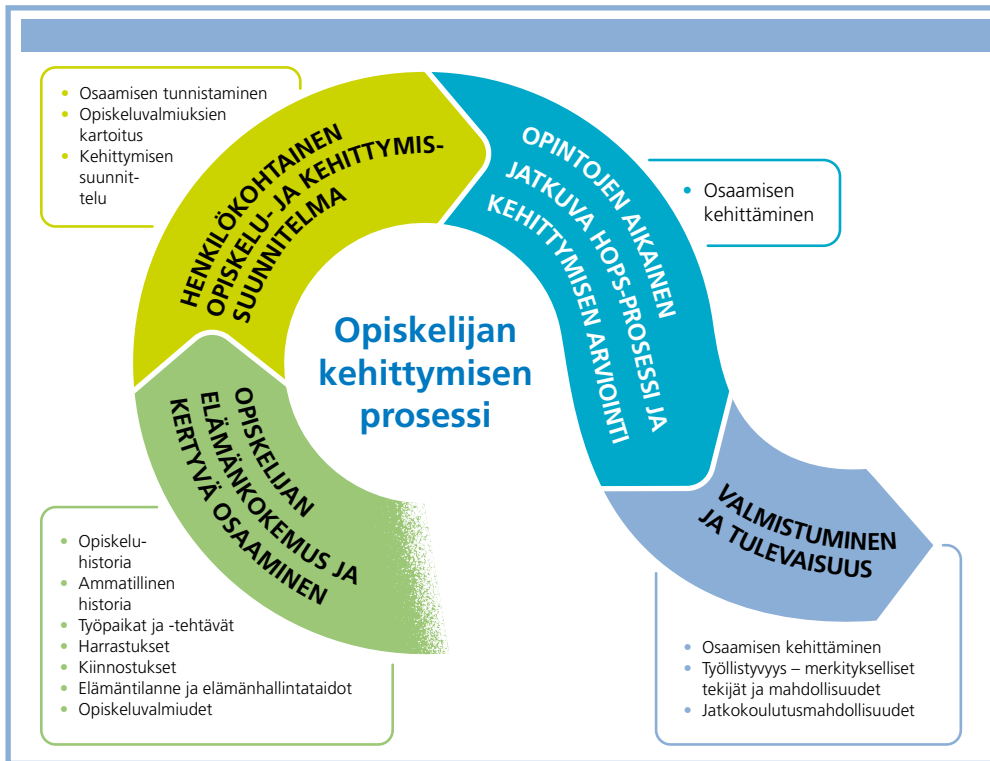 • Osaamisen tunnistaminen
• Opiskeluvalmiuksien
kartoitus
• Kehittymisen
suunnit-
telu
HENKILÖKOHTAINEN
OPISKELU- JA KEHITTYMIS-
SUUNNITELMA
OPINTOJEN AIKAINEN
JATKUVA HOPS-PROSESSI JA
KEHITTYMISEN ARVIOINTI
• Osaamisen
kehittäminen
Opiskelijan
kehittymisen
prosessi
OPISKELIJAN
ELÄMÄNKOKEMUS JA
KERTYVÄ OSAAMINEN
VALMISTUMINEN
JA TULEVAISUUS
• Opiskelu-
historia
• Ammatillinen
historia
• Työpaikat ja -tehtävät
• Harrastukset
• Kiinnostukset
• Elämäntilanne ja elämänhallintataidot
• Opiskeluvalmiudet
• Osaamisen kehittäminen
• Työllistyvyys – merkitykselliset
tekijät ja mahdollisuudet
• Jatkokoulutusmahdollisuudet